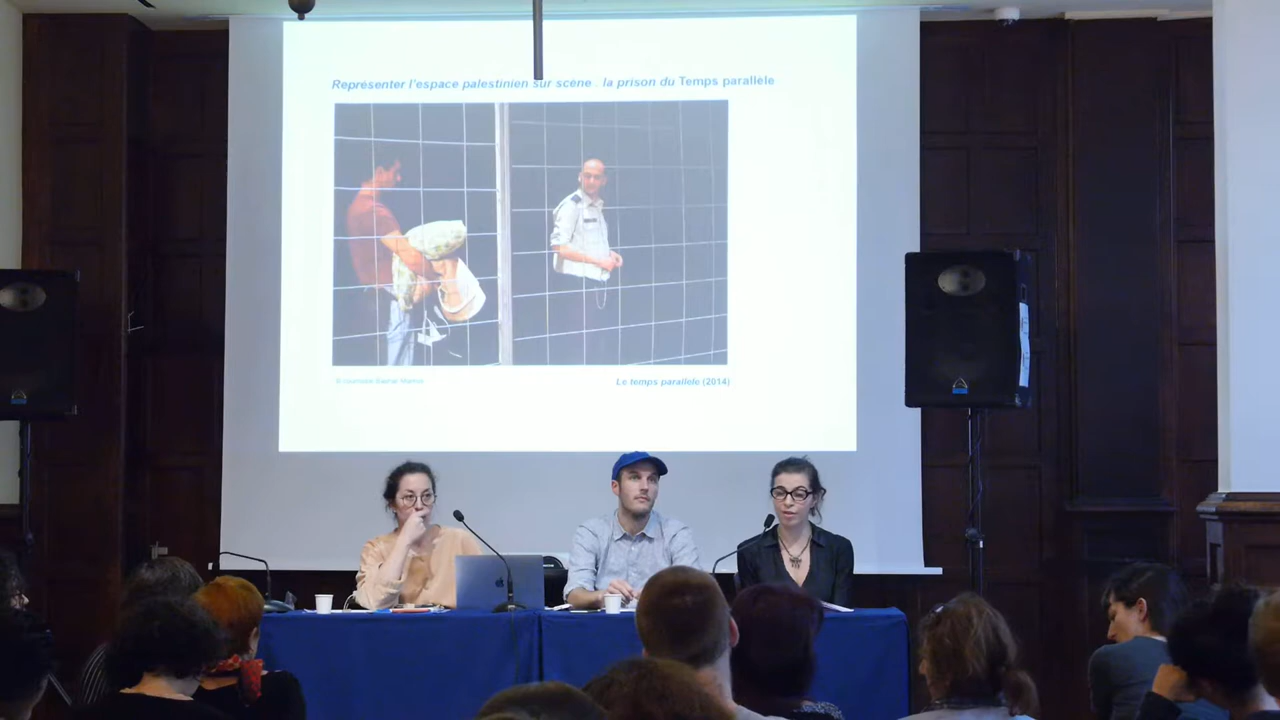 Représenter l'espace palestinien sur scène : la prison du Temps parallèle
Le temps parallèle (2014)